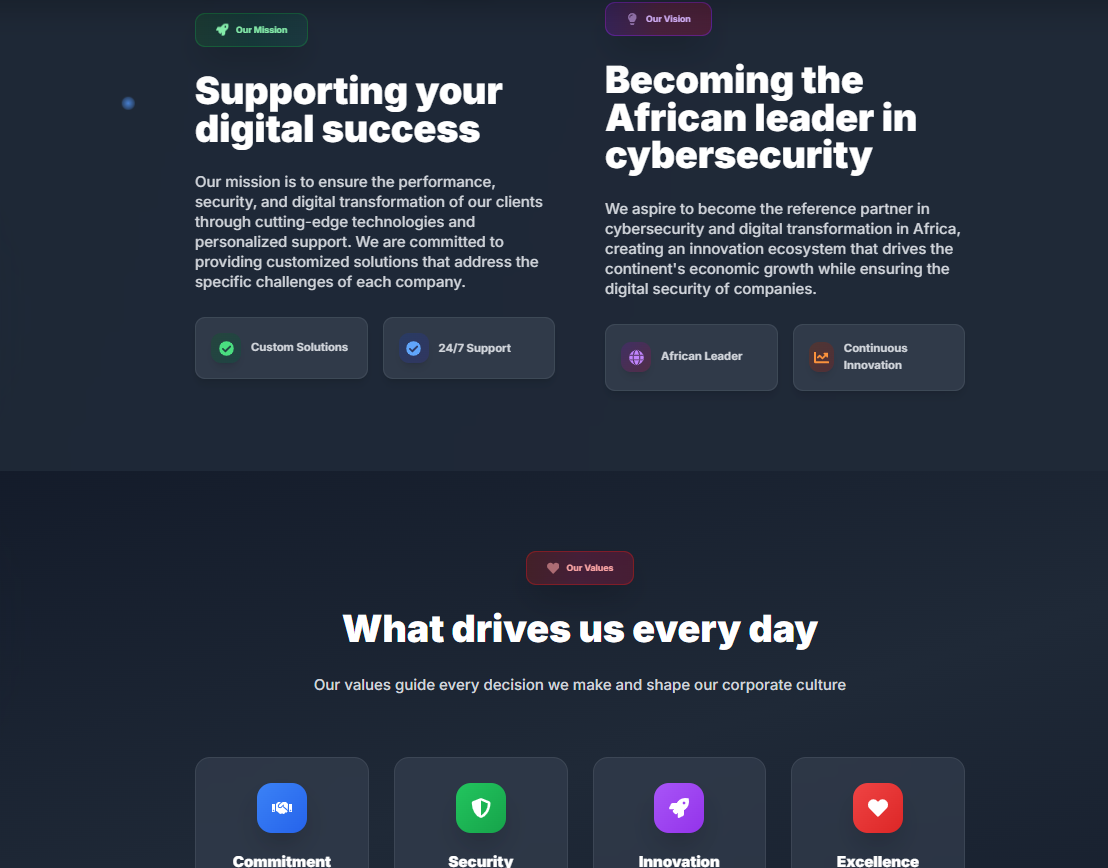 Our Mission
Supporting your
digital success
Our mission is to ensure the performance,
security, and digital transformation of our clients
through cutting-edge technologies and
personalized support. We are committed to
providing customized solutions that address the
specific challenges of each company.
Custom Solutions
24/7 Support
Our Vision
Becoming the
African leader in
cybersecurity
We aspire to become the reference partner in
cybersecurity and digital transformation in Africa,
creating an innovation ecosystem that drives the
continent's economic growth while ensuring the
digital security of companies.
African Leader
Continuous
Innovation
Our Values
What drives us every day
Our values guide every decision we make and shape our corporate culture
Commitment
Security
Innovation
Excellence